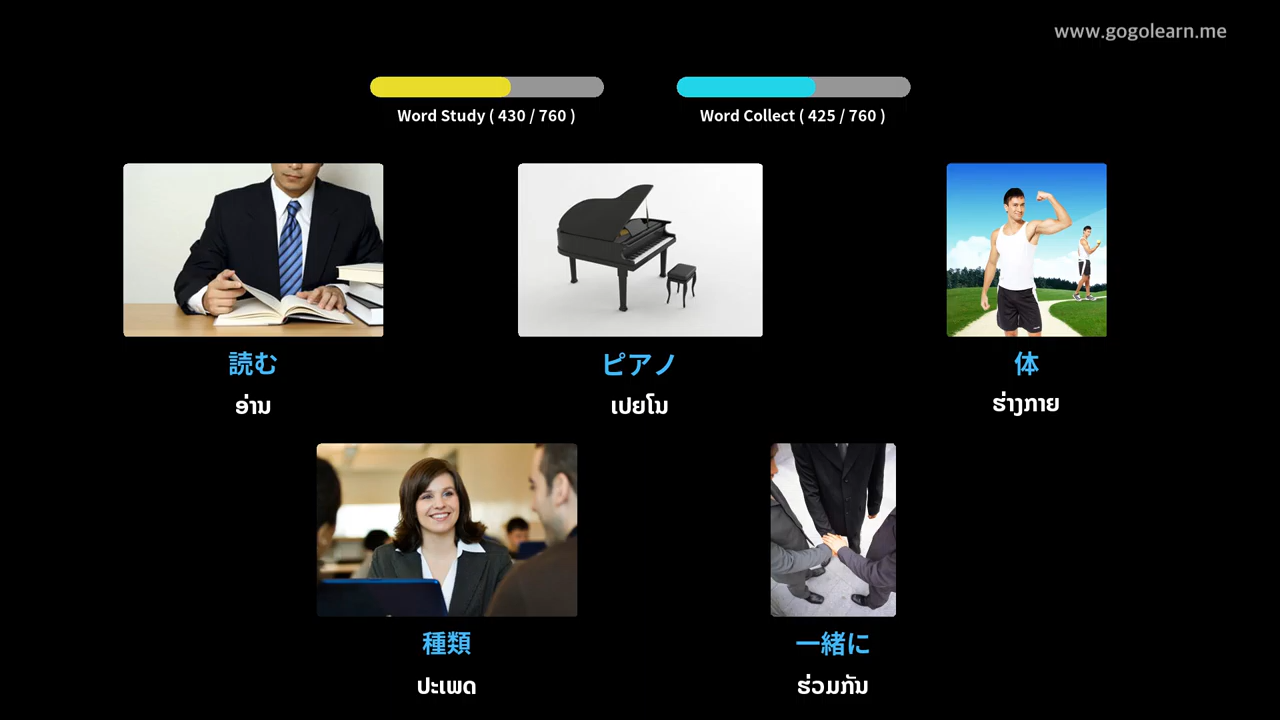 www.gogolearn.me
Word Study ( 430 / 760 )
Word Collect ( 425 / 760 )
読む
ピアノ
体
ອ່ານ
ເປຍໂນ
ຮ່າງກາຍ
種類
一緒に
ປະເພດ
ຮ່ວມກັນ